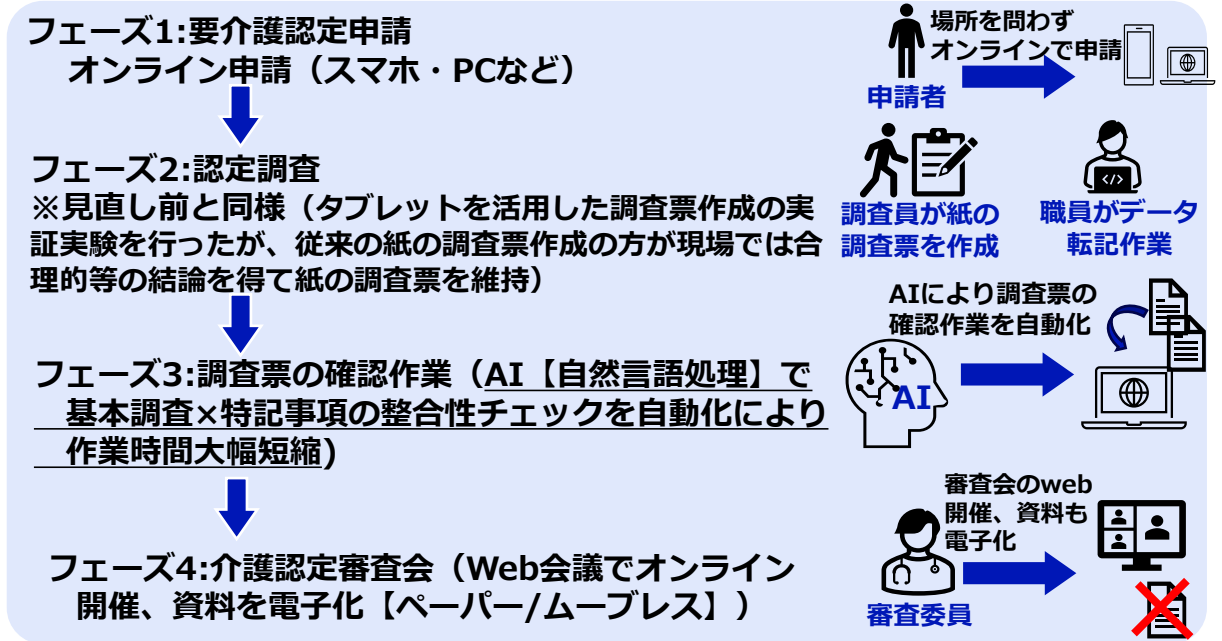 フェーズ1:要介護認定申請
オンライン申請（スマホ・PCなど）
場所を問わず
オンラインで申請
申請者
フェーズ2:認定調査
※見直し前と同様（タブレットを活用した調査票作成の実
証実験を行ったが、従来の紙の調査票作成の方が現場では合
理的等の結論を得て紙の調査票を維持）
調査員が紙の
調査票を作成
職員がデータ
転記作業
フェーズ3:調査票の確認作業（AI【自然言語処理】で
基本調査×特記事項の整合性チェックを自動化により
作業時間大幅短縮)
AIにより調査票の
確認作業を自動化
AI
フェーズ4:介護認定審査会（Web会議でオンライン
開催、資料を電子化【ペーパー/ムーブレス】）
審査会のweb
開催、資料も
電子化
審査委員